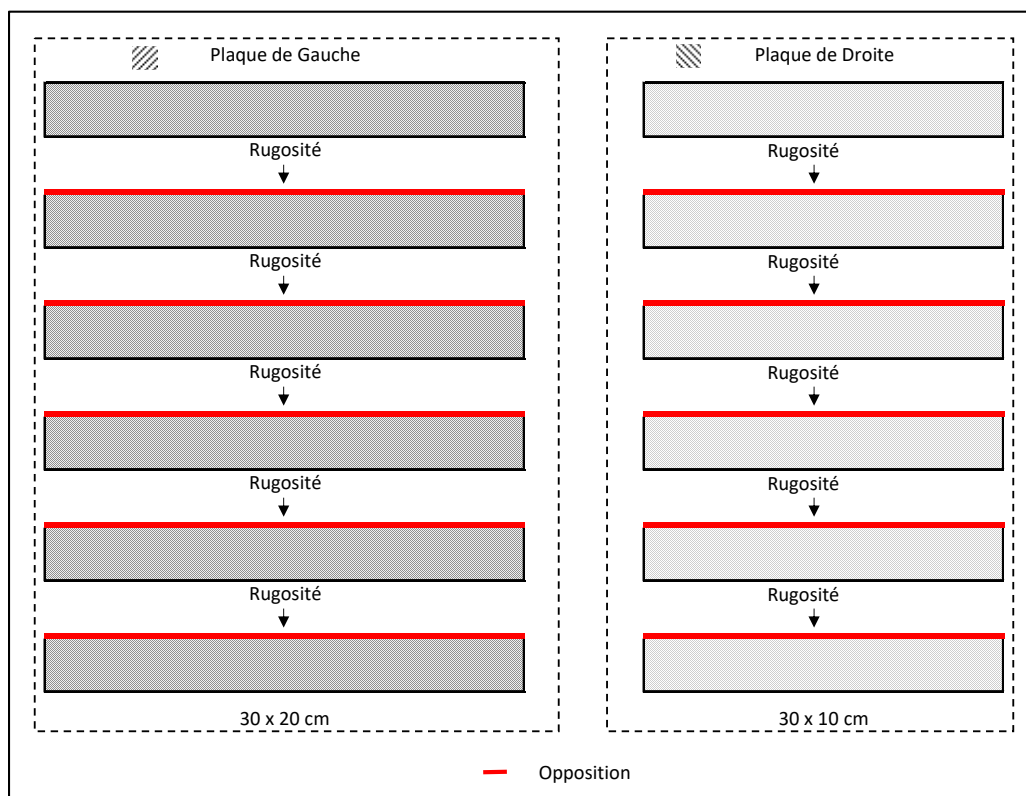 Plaque de Gauche
Rugosité
Rugosité
Rugosité
Rugosité
Rugosité
30 x 20 cm
Plaque de Droite
Rugosité
Rugosité
Rugosité
Rugosité
Rugosité
30 x 10 cm
Opposition